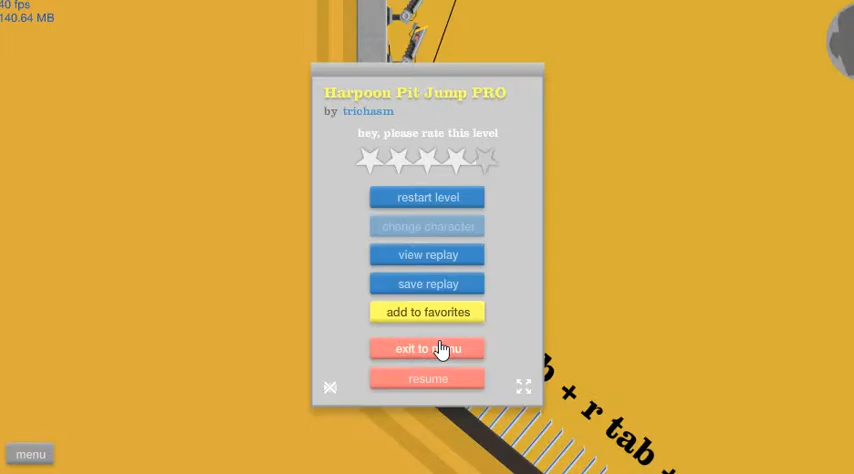 40 fps
140.64 MB
Harpoon Pit Jump PRO
by trichasm
hey, please rate this level
restart level
change character
view replay
save replay
add to favorites
exit to menu
resume
+ r tab +
menu